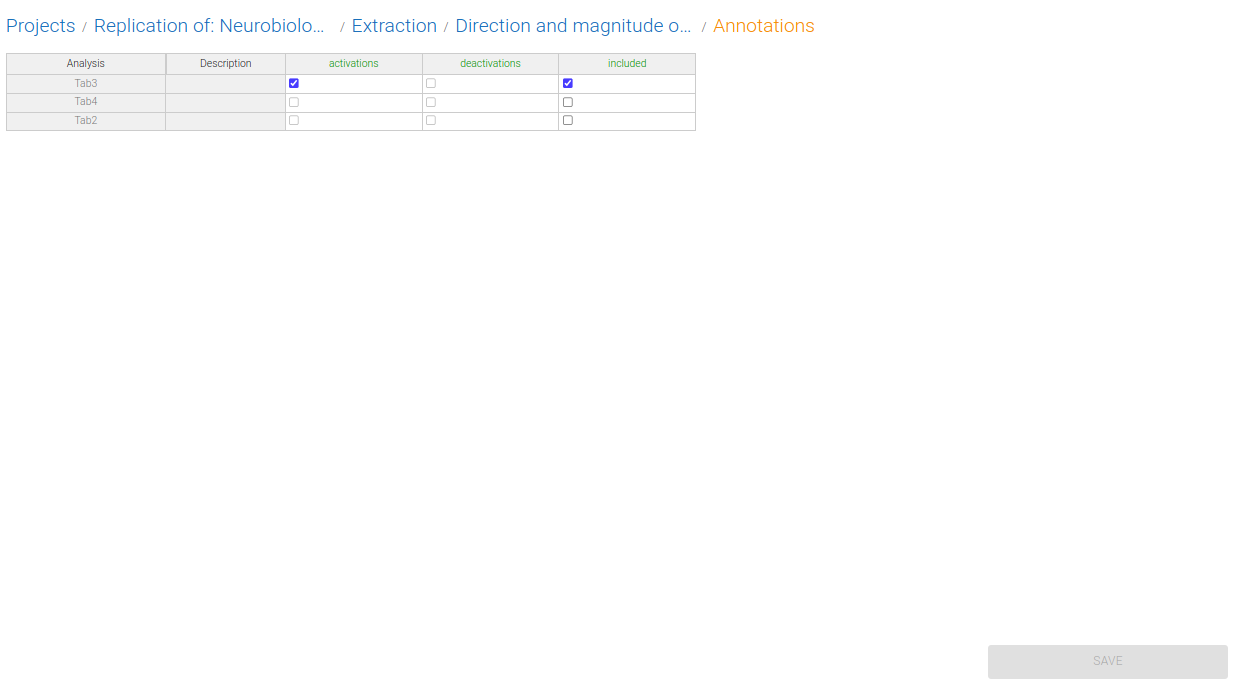 Projects / Replication of: Neurobiolo... / Extraction / Direction and magnitude o... / Annotations
Analysis Description activations deactivations included
Tab3
Tab4
Tab2
SAVE